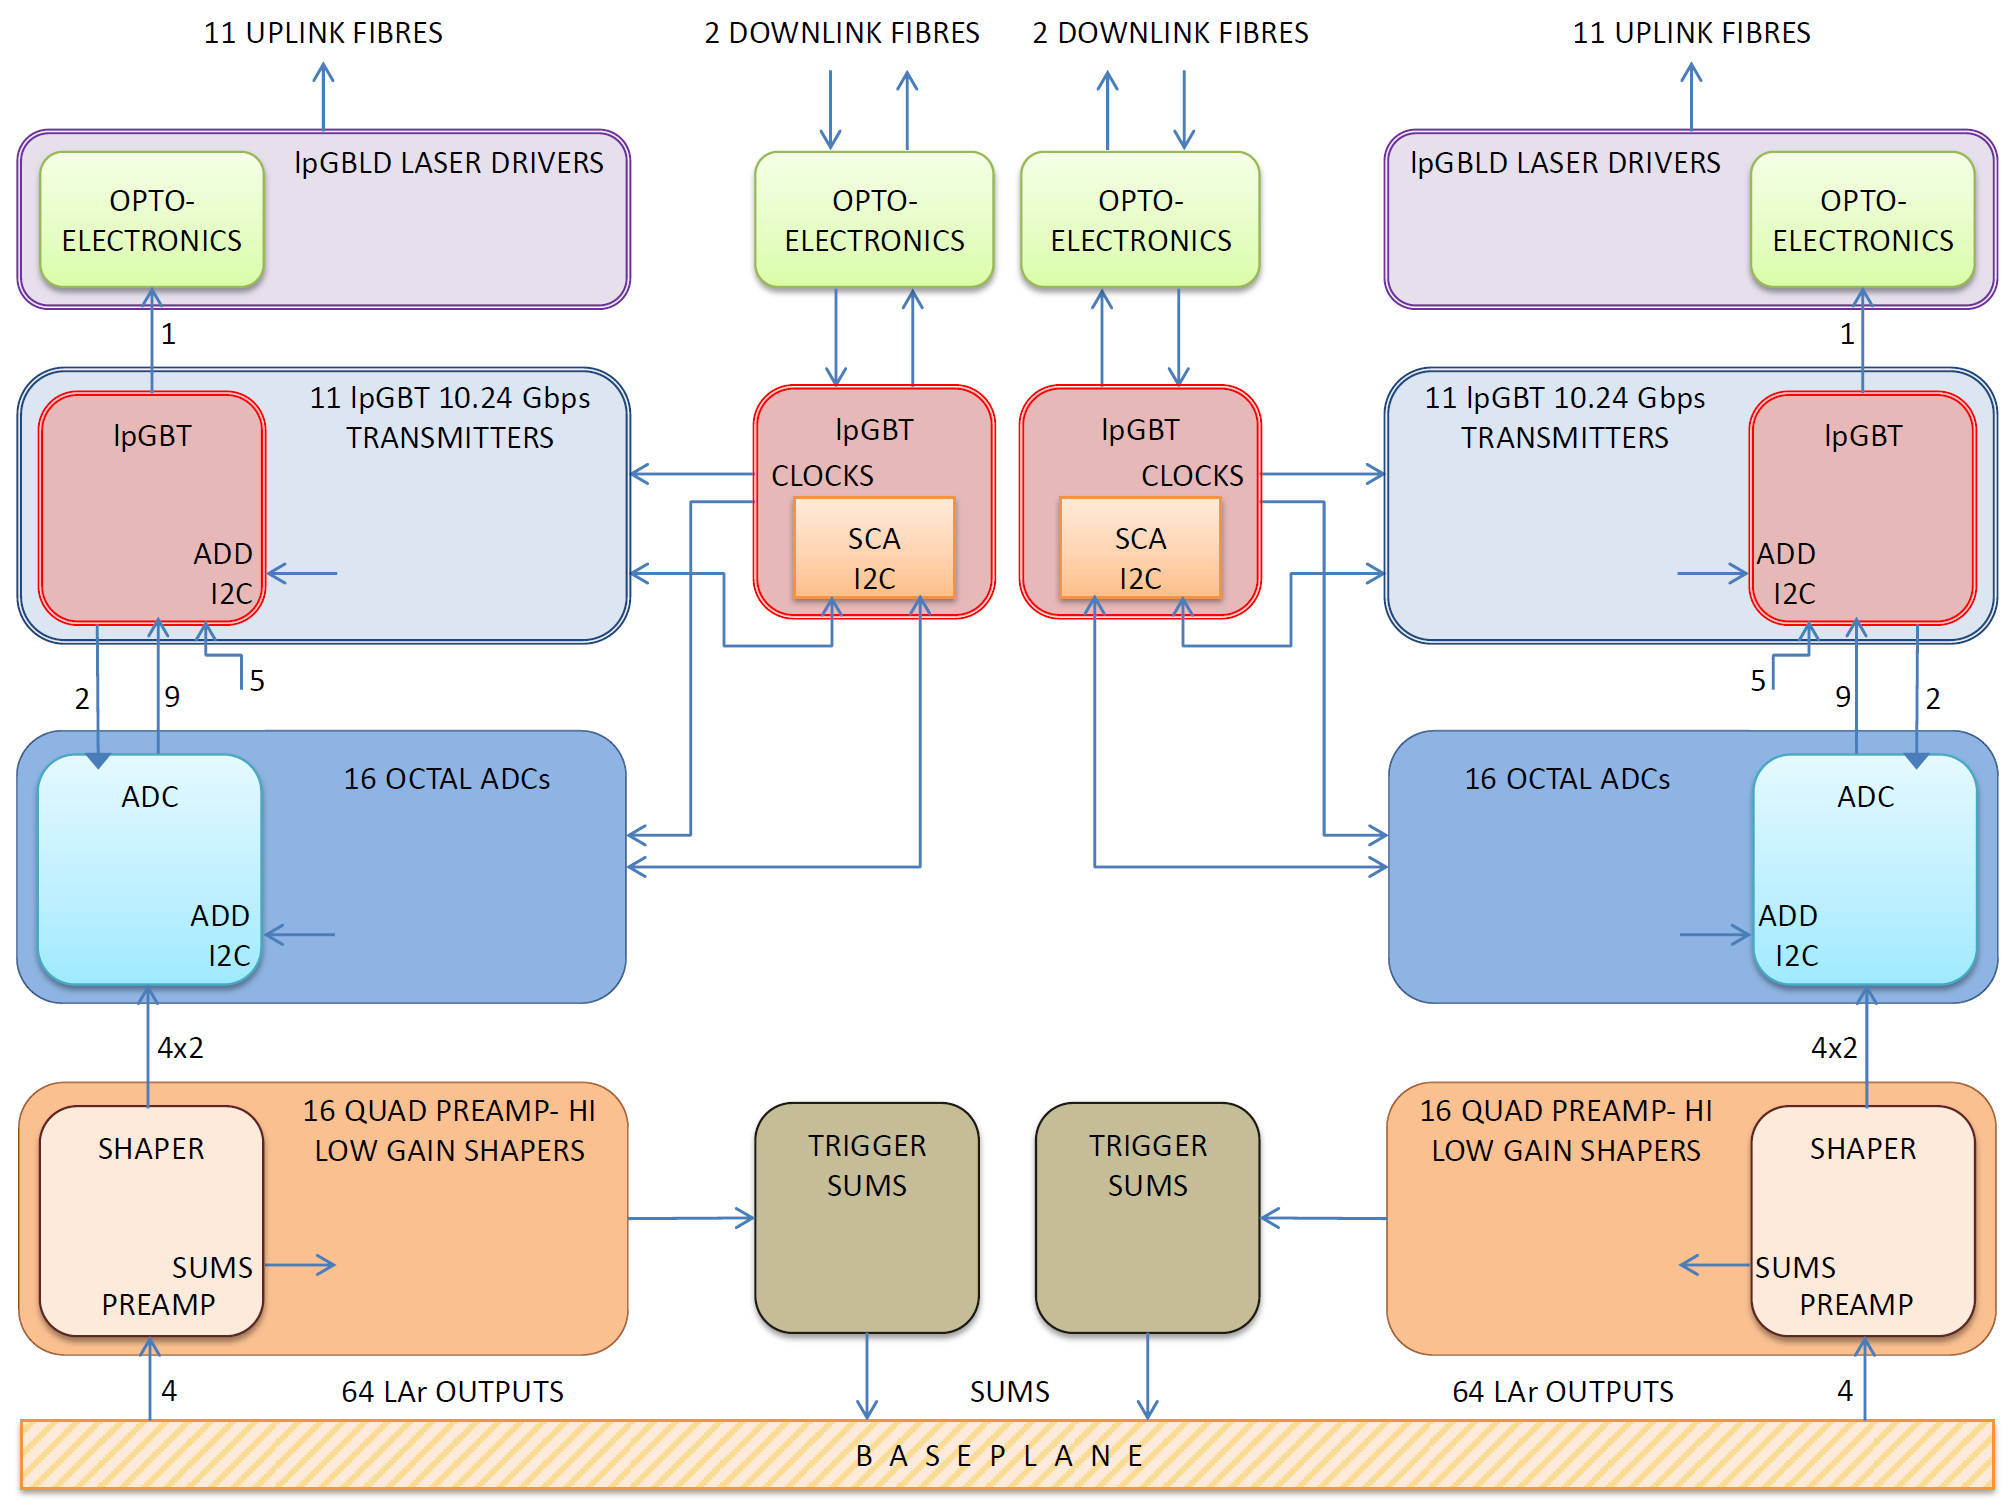 11 UPLINK FIBRES
2 DOWNLINK FIBRES
2 DOWNLINK FIBRES
11 UPLINK FIBRES
OPTO-
ELECTRONICS
lpGBLD LASER DRIVERS
OPTO-
ELECTRONICS
OPTO-
ELECTRONICS
lpGBLD LASER DRIVERS
OPTO-
ELECTRONICS
1
1
lpGBT
ADD
I2C
11 lpGBT 10.24 Gbps
TRANSMITTERS
lpGBT
CLOCKS
SCA
I2C
lpGBT
CLOCKS
SCA
I2C
11 lpGBT 10.24 Gbps
TRANSMITTERS
lpGBT
ADD
I2C
2
9
5
5
9
2
ADC
ADD
I2C
16 OCTAL ADCs
16 OCTAL ADCs
ADC
ADD
I2C
4x2
4x2
SHAPER
SUMS
PREAMP
16 QUAD PREAMP- HI
LOW GAIN SHAPERS
TRIGGER
SUMS
TRIGGER
SUMS
16 QUAD PREAMP- HI
LOW GAIN SHAPERS
SHAPER
SUMS
PREAMP
4
64 LAr OUTPUTS
SUMS
64 LAr OUTPUTS
4
B A S E P L A N E